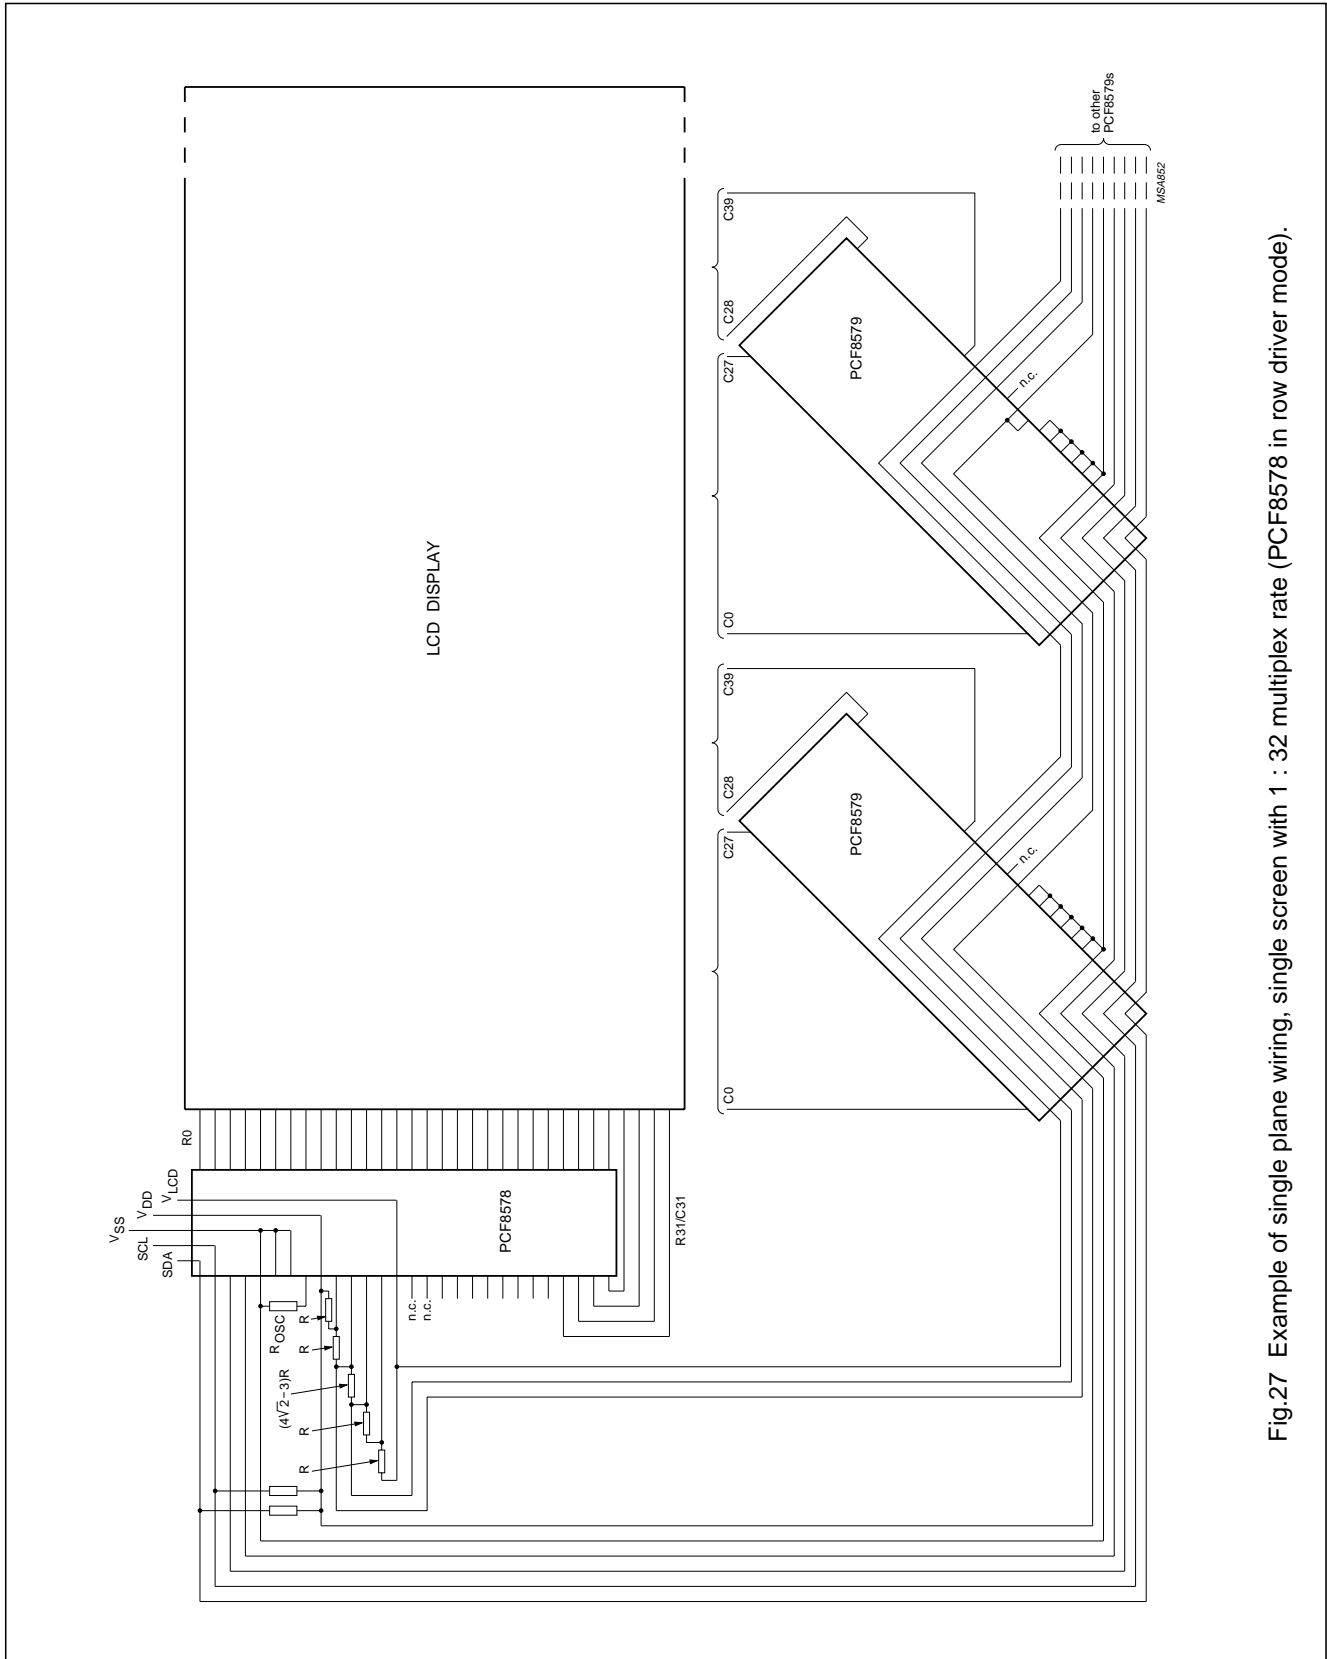 LCD DISPLAY
to other
PCF8579s
MSA852
R0
VLCD
VDD
VSS
SCL
SDA
PCF8578
R31/C31
ROSC
n.c.
n.c.
R
R
(4√2−3)R
R
R
C0
C27
C28
C39
PCF8579
n.c.
C0
C27
C28
C39
PCF8579
n.c.
Fig.27 Example of single plane wiring, single screen with 1 : 32 multiplex rate (PCF8578 in row driver mode).